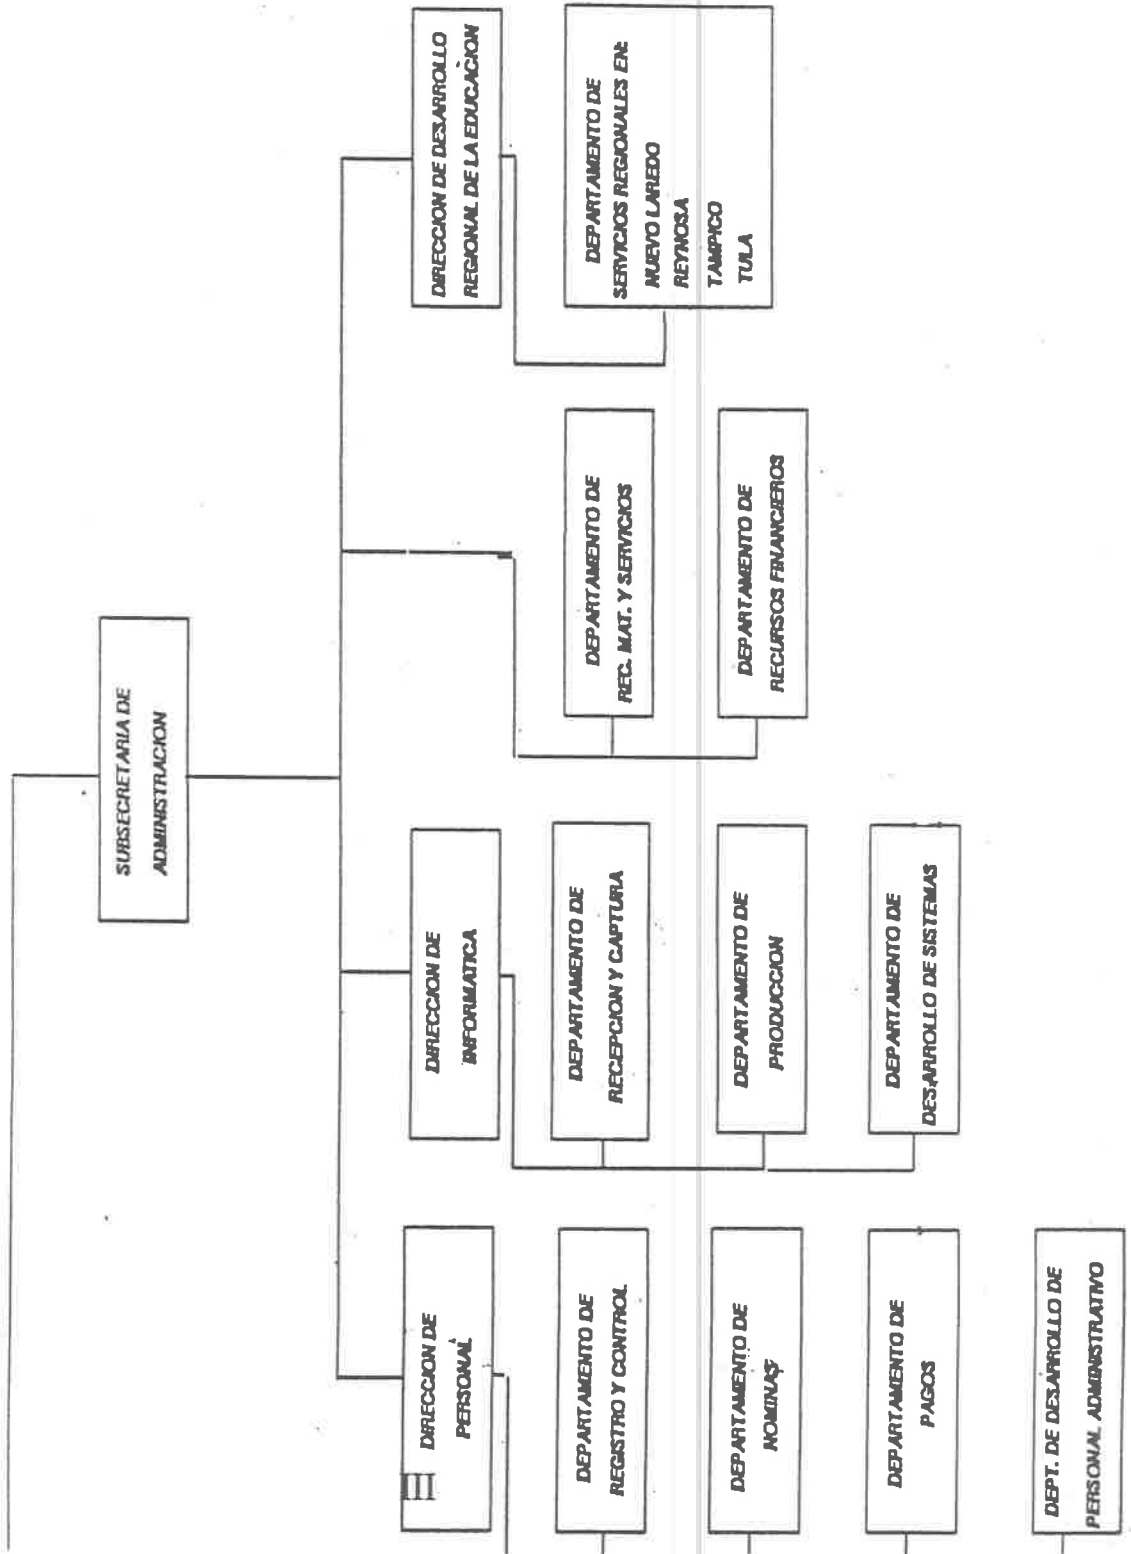 SUBSECRETARIA DE
ADMINISTRACION
DIRECCION DE
PERSONAL
III
DEPARTAMENTO DE
REGISTRO Y CONTROL
DEPARTAMENTO DE
NOMINAS
DEPARTAMENTO DE
PAGOS
DEPT. DE DESARROLLO DE
PERSONAL ADMINISTRATIVO
DIRECCION DE
INFORMATICA
DEPARTAMENTO DE
RECEPCION Y CAPTURA
DEPARTAMENTO DE
PRODUCCION
DEPARTAMENTO DE
DESARROLLO DE SISTEMAS
DEPARTAMENTO DE
REC. MAT. Y SERVICIOS
DEPARTAMENTO DE
RECURSOS FINANCIEROS
DIRECCION DE DESARROLLO
REGIONAL DE LA EDUCACION
DEPARTAMENTO DE
SERVICIOS REGIONALES EN:
NUEVO LAREDO
REYNOSA
TAMPICO
TULA